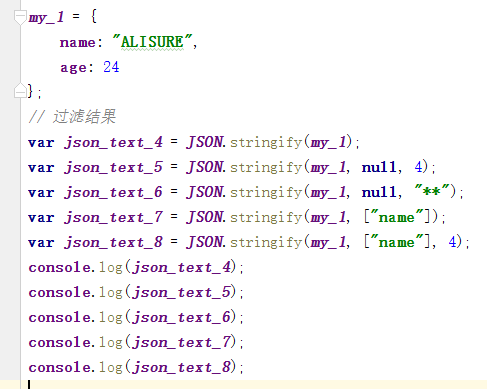 my_1 = {
    name: "ALISURE",
    age: 24
};
// 过滤结果
var json_text_4 = JSON.stringify(my_1);
var json_text_5 = JSON.stringify(my_1, null, 4);
var json_text_6 = JSON.stringify(my_1, null, "**");
var json_text_7 = JSON.stringify(my_1, ["name"]);
var json_text_8 = JSON.stringify(my_1, ["name"], 4);
console.log(json_text_4);
console.log(json_text_5);
console.log(json_text_6);
console.log(json_text_7);
console.log(json_text_8);